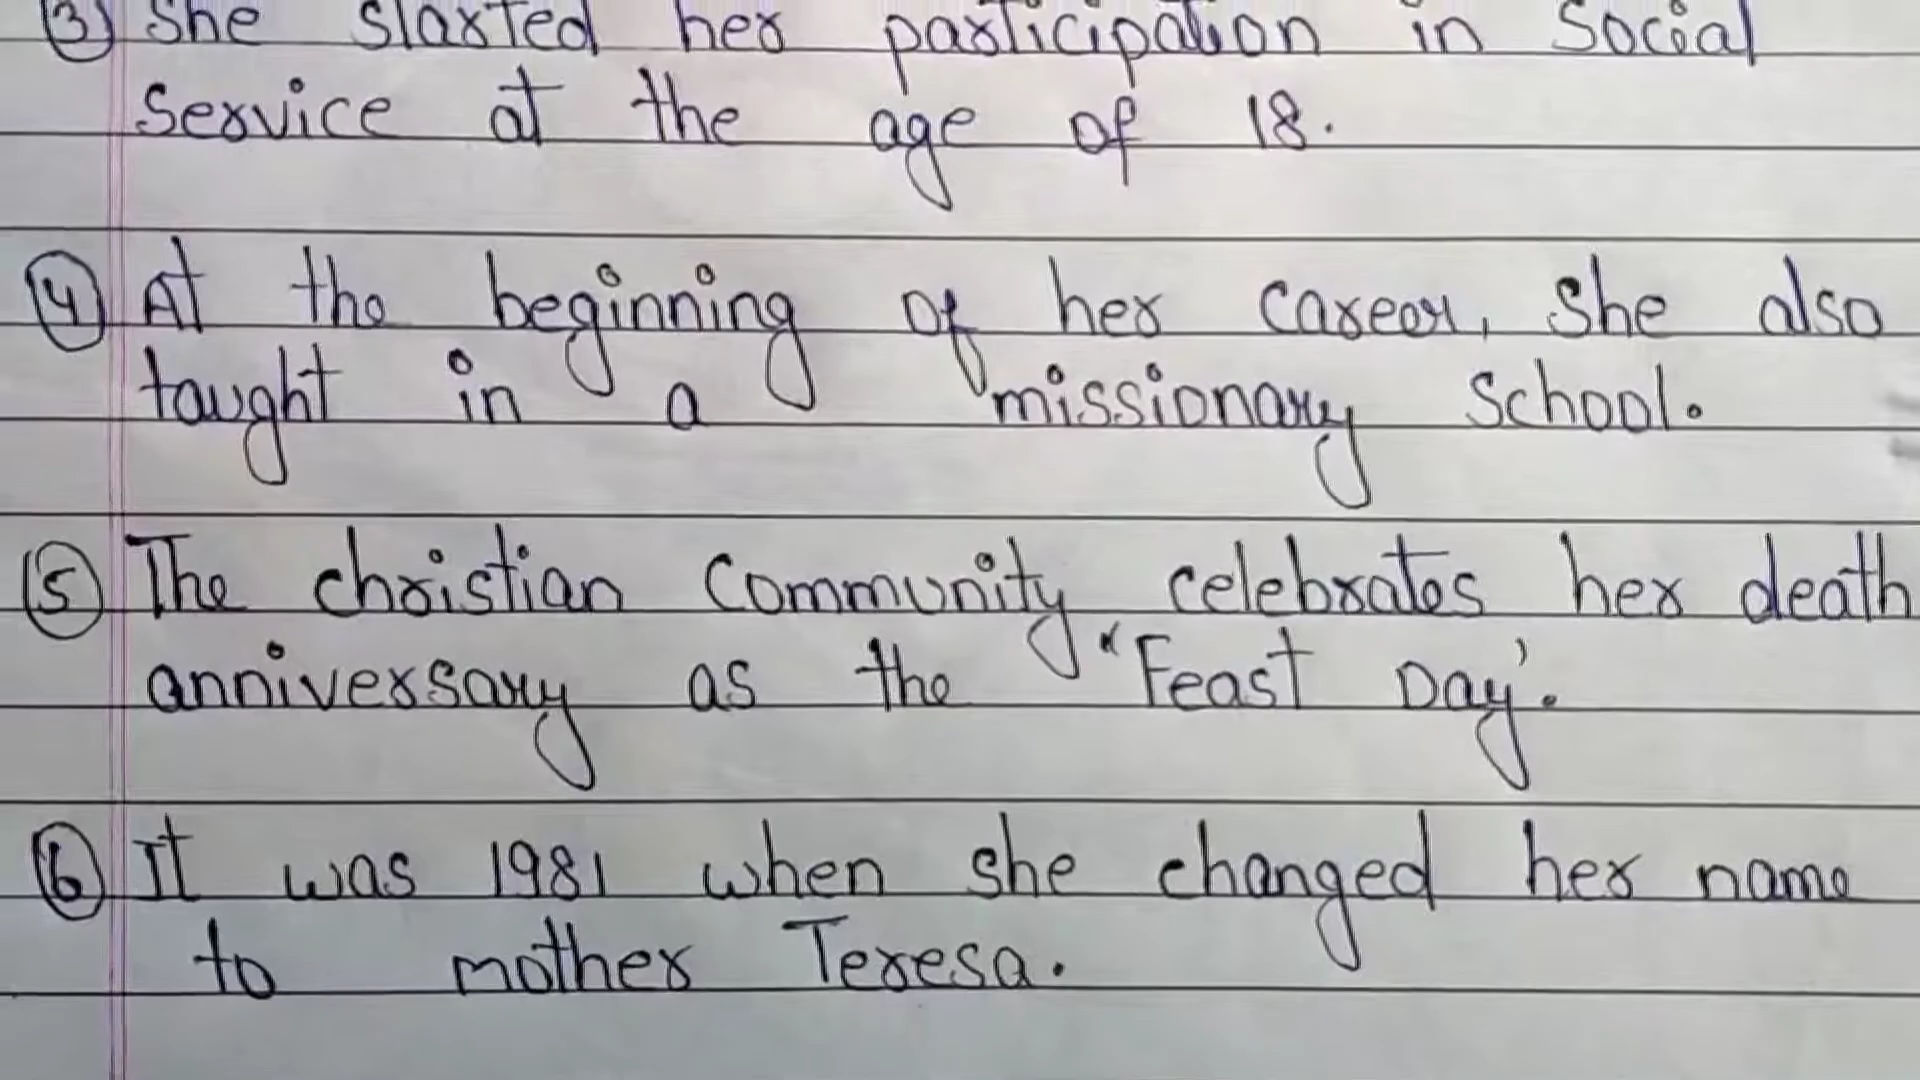 ③ She started her participation in Social
Service at the age of 18.
④ At the beginning of her career, She also
taught in a missionary School.
⑤ The christian Community celebrates her death
anniversary as the "Feast Day'.
⑥ It was 1981 when she changed her name
to mother Teresa.